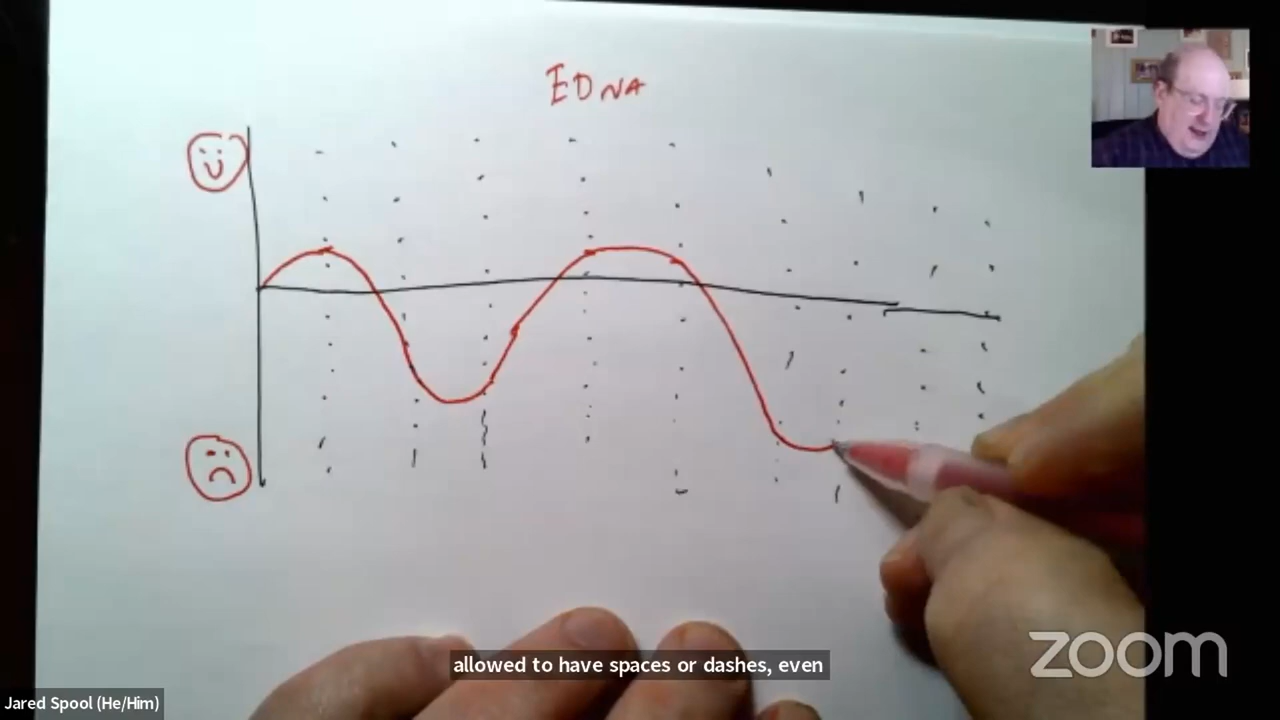 EDNA
allowed to have spaces or dashes, even
zoom
Jared Spool (He/Him)